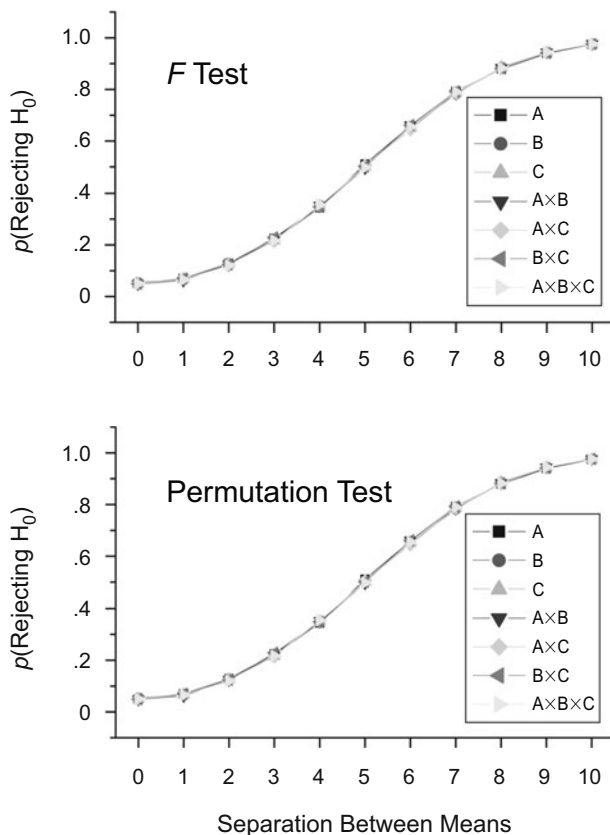 F Test
p(Rejecting H₀)
1.0
.8
.6
.4
.2
0
0 1 2 3 4 5 6 7 8 9 10
A
B
C
A×B
A×C
B×C
A×B×C
Permutation Test
p(Rejecting H₀)
1.0
.8
.6
.4
.2
0
0 1 2 3 4 5 6 7 8 9 10
A
B
C
A×B
A×C
B×C
A×B×C
Separation Between Means